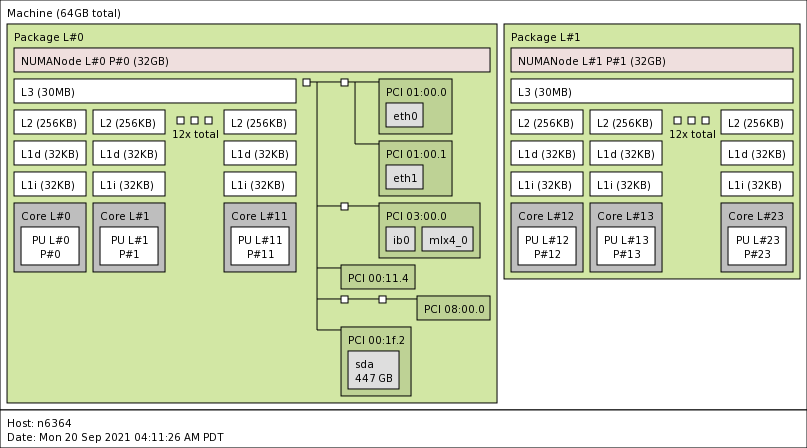 Machine (64GB total)
Package L#0
NUMANode L#0 P#0 (32GB)
L3 (30MB)
L2 (256KB)
L2 (256KB)
12x total
L2 (256KB)
L1d (32KB)
L1d (32KB)
L1d (32KB)
L1i (32KB)
L1i (32KB)
L1i (32KB)
Core L#0
PU L#0
P#0
Core L#1
PU L#1
P#1
Core L#11
PU L#11
P#11
PCI 01:00.0
eth0
PCI 01:00.1
eth1
PCI 03:00.0
ib0
mlx4_0
PCI 00:11.4
PCI 08:00.0
PCI 00:1f.2
sda
447 GB
Package L#1
NUMANode L#1 P#1 (32GB)
L3 (30MB)
L2 (256KB)
L2 (256KB)
12x total
L2 (256KB)
L1d (32KB)
L1d (32KB)
L1d (32KB)
L1i (32KB)
L1i (32KB)
L1i (32KB)
Core L#12
PU L#12
P#12
Core L#13
PU L#13
P#13
Core L#23
PU L#23
P#23
Host: n6364
Date: Mon 20 Sep 2021 04:11:26 AM PDT